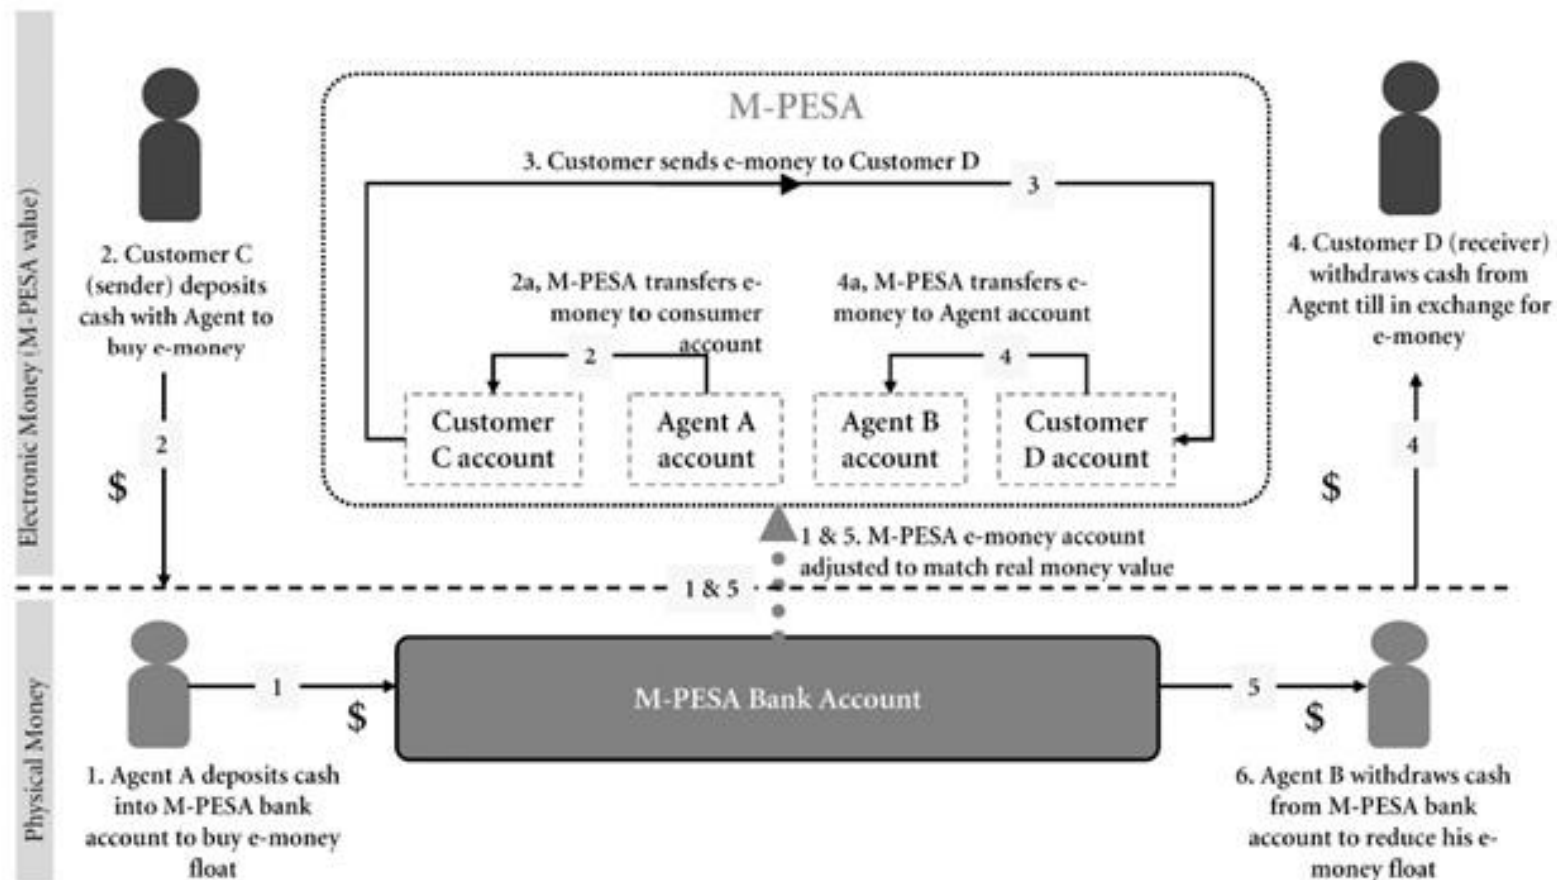 Electronic Money (M-PESA value)
Physical Money
M-PESA
3. Customer sends e-money to Customer D
3
2. Customer C
(sender) deposits
cash with Agent to
buy e-money
2
$
2a, M-PESA transfers e-
money to consumer
account
2
4a, M-PESA transfers e-
money to Agent account
4
Customer
C account
Agent A
account
Agent B
account
Customer
D account
4. Customer D (receiver)
withdraws cash from
Agent till in exchange for
e-money
4
$
1 & 5. M-PESA e-money account
adjusted to match real money value
1 & 5
1
$
M-PESA Bank Account
5
$
1. Agent A deposits cash
into M-PESA bank
account to buy e-money
float
6. Agent B withdraws cash
from M-PESA bank
account to reduce his e-
money float